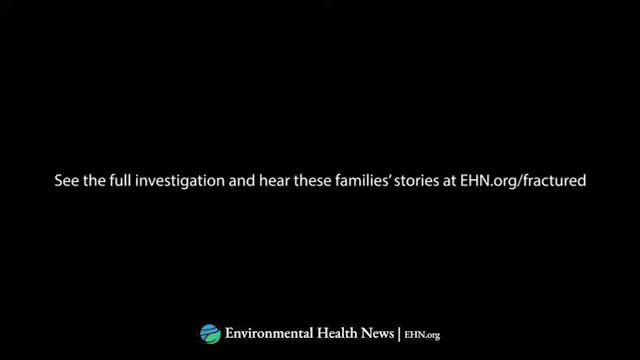 See the full investigation and hear these families' stories at EHN.org/fractured
Environmental Health News | EHN.org